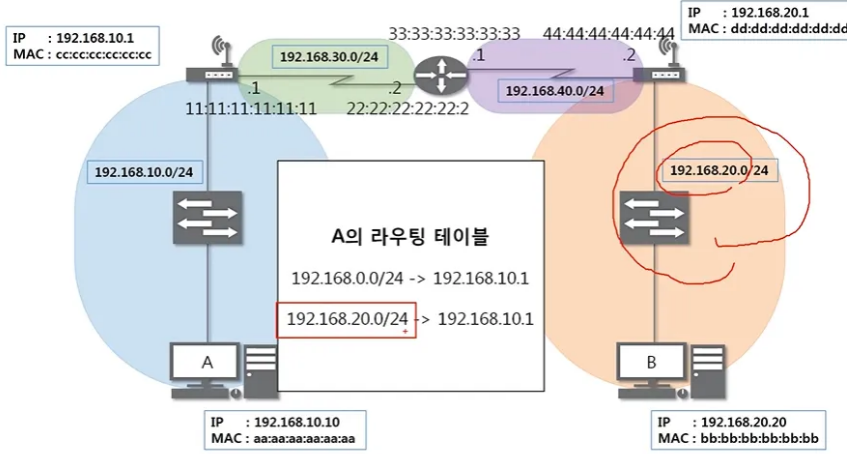 IP : 192.168.10.1
MAC : cc:cc:cc:cc:cc:cc
33:33:33:33:33:33
44:44:44:44:44:44
IP : 192.168.20.1
MAC : dd:dd:dd:dd:dd:dd
192.168.30.0/24
.1
.2
.1
.2
192.168.40.0/24
11:11:11:11:11:11
22:22:22:22:22:2
192.168.10.0/24
192.168.20.0/24
A의 라우팅 테이블
192.168.0.0/24 -> 192.168.10.1
192.168.20.0/24 -> 192.168.10.1
A
B
IP : 192.168.10.10
MAC : aa:aa:aa:aa:aa:aa
IP : 192.168.20.20
MAC : bb:bb:bb:bb:bb:bb